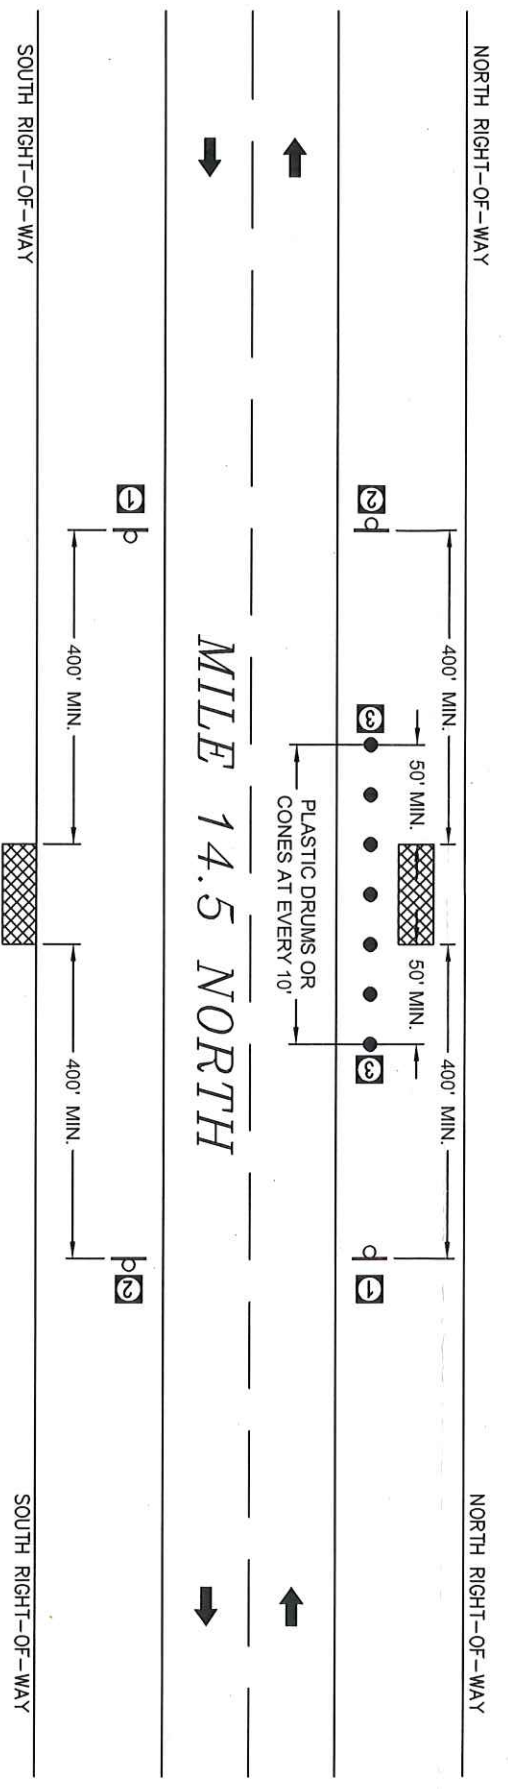 NORTH RIGHT-OF-WAY
NORTH RIGHT-OF-WAY
400' MIN.
400' MIN.
50' MIN.
50' MIN.
2
3
3
1
PLASTIC DRUMS OR
CONES AT EVERY 10'
MILE 14.5 NORTH
1
2
400' MIN.
400' MIN.
SOUTH RIGHT-OF-WAY
SOUTH RIGHT-OF-WAY